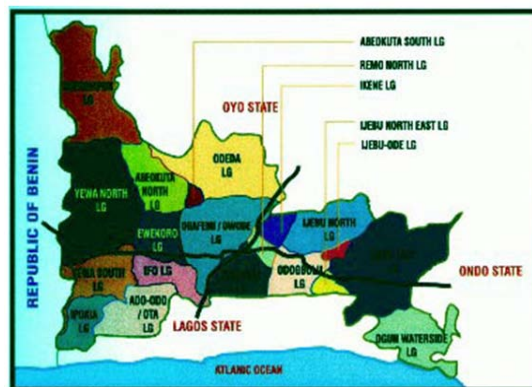 ABEOKUTA SOUTH LG
REMO NORTH LG
IKENE LG
OYO STATE
IJEBU NORTH EAST LG
IJEBU-ODE LG
LG
ODEDA
LG
ABEOKUTA
NORTH
LG
YEWA NORTH
LG
REPUBLIC OF BENIN
EWEKORO
LG
OBAFEMI / OWODE
LG
IJEBU NORTH
LG
YEWA SOUTH
LG
IFO LG
ODOGBOLU
LG
ONDO STATE
IPOKIA
LG
ADO-ODO
/ OTA
LG
LAGOS STATE
OGUN WATERSIDE
LG
ATLANIC OCEAN